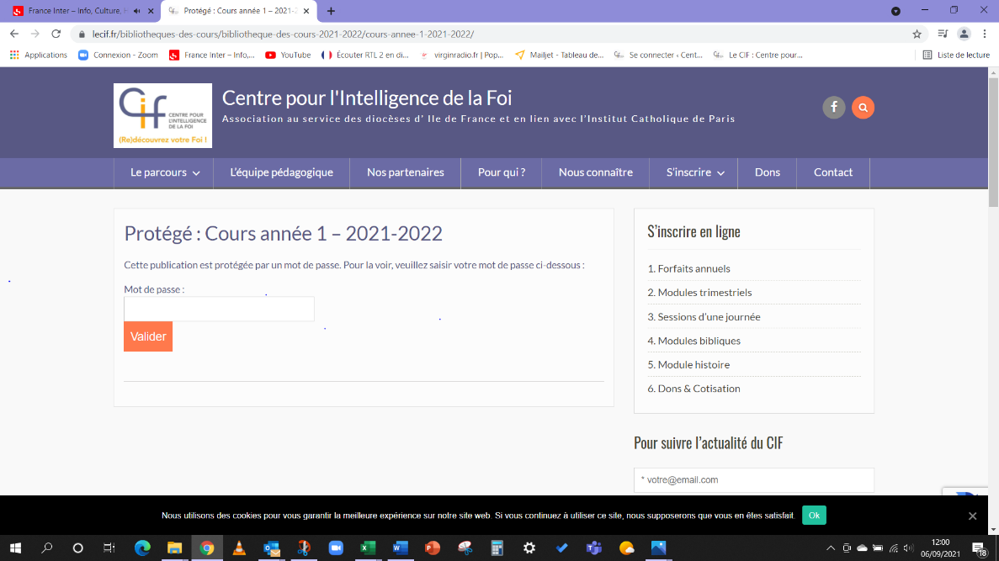 France Inter – Info, Culture, H
Protégé : Cours année 1 – 2021-2
lecif.fr/bibliotheques-des-cours/bibliotheque-des-cours-2021-2022/cours-annee-1-2021-2022/
Applications
Connexion - Zoom
France Inter – Info,...
YouTube
Écouter RTL 2 en di...
virginradio.fr | Pop...
Mailjet - Tableau de...
Se connecter ‹ Cent...
Le CIF : Centre pour...
Liste de lecture
Cif
CENTRE POUR
L'INTELLIGENCE
DE LA FOI
(Re)découvrez votre Foi !
Centre pour l'Intelligence de la Foi
Association au service des diocèses d’ Ile de France et en lien avec l’Institut Catholique de Paris
Le parcours
L’équipe pédagogique
Nos partenaires
Pour qui ?
Nous connaître
S’inscrire
Dons
Contact
Protégé : Cours année 1 – 2021-2022
Cette publication est protégée par un mot de passe. Pour la voir, veuillez saisir votre mot de passe ci-dessous :
Mot de passe :
Valider
S’inscrire en ligne
1. Forfaits annuels
2. Modules trimestriels
3. Sessions d’une journée
4. Modules bibliques
5. Module histoire
6. Dons & Cotisation
Pour suivre l’actualité du CIF
* votre@email.com
Nous utilisons des cookies pour vous garantir la meilleure expérience sur notre site web. Si vous continuez à utiliser ce site, nous supposerons que vous en êtes satisfait.
Ok
12:00
06/09/2021
18